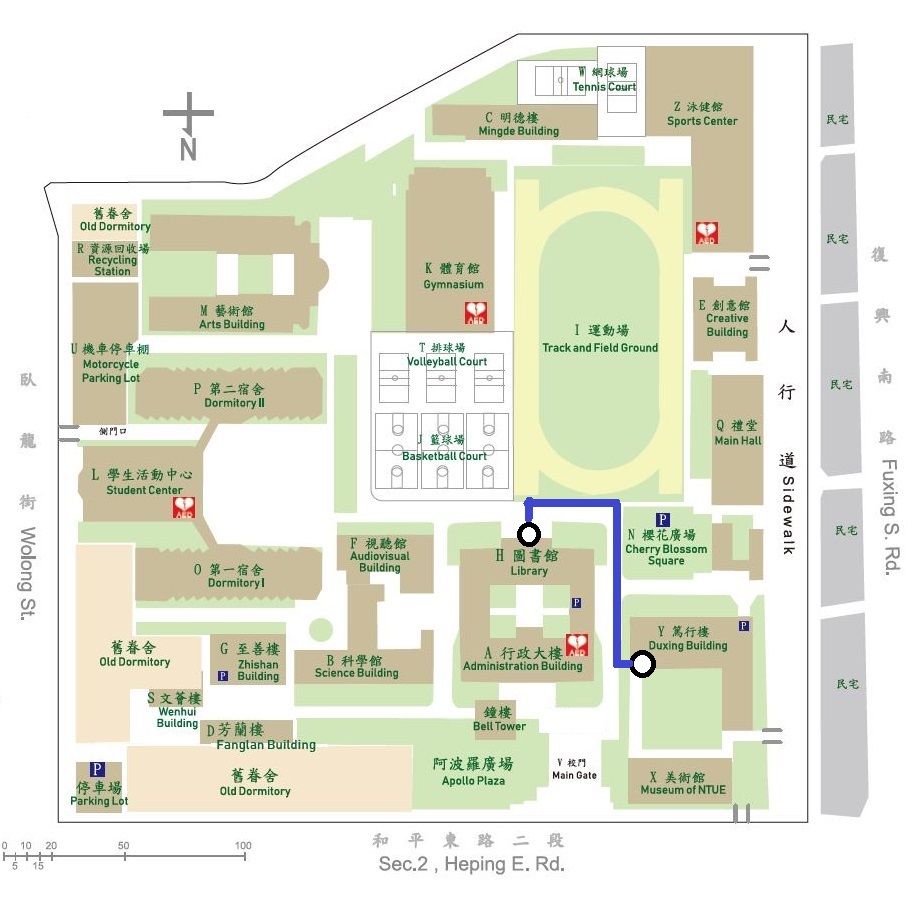 W 網球場
Tennis Court
Z 泳健館
Sports Center
C 明德樓
Mingde Building
民宅
N
舊眷舍
Old Dormitory
R 資源回收場
Recycling
Station
AED
民宅
復興南路
Fuxing S. Rd.
K 體育館
Gymnasium
AED
E 創意館
Creative
Building
M 藝術館
Arts Building
I 運動場
Track and Field Ground
人行道 Sidewalk
U 機車停車棚
Motorcycle
Parking Lot
T 排球場
Volleyball Court
P 第二宿舍
Dormitory II
民宅
臥龍街
Wolong St.
側門口
J 籃球場
Basketball Court
Q 禮堂
Main Hall
L 學生活動中心
Student Center
AED
P
N 櫻花廣場
Cherry Blossom
Square
民宅
F 視聽館
Audiovisual
Building
H 圖書館
Library
O 第一宿舍
Dormitory I
P
P
Y 篤行樓
Duxing Building
舊眷舍
Old Dormitory
G 至善樓
Zhishan
Building
P
B 科學館
Science Building
A 行政大樓
Administration Building
AED
民宅
S 文薈樓
Wenhui
Building
D 芳蘭樓
Fanglan Building
鐘樓
Bell Tower
P
停車場
Parking Lot
舊眷舍
Old Dormitory
阿波羅廣場
Apollo Plaza
V 校門
Main Gate
X 美術館
Museum of NTUE
0 10 20 50 100
5 15
和平東路二段
Sec.2 , Heping E. Rd.